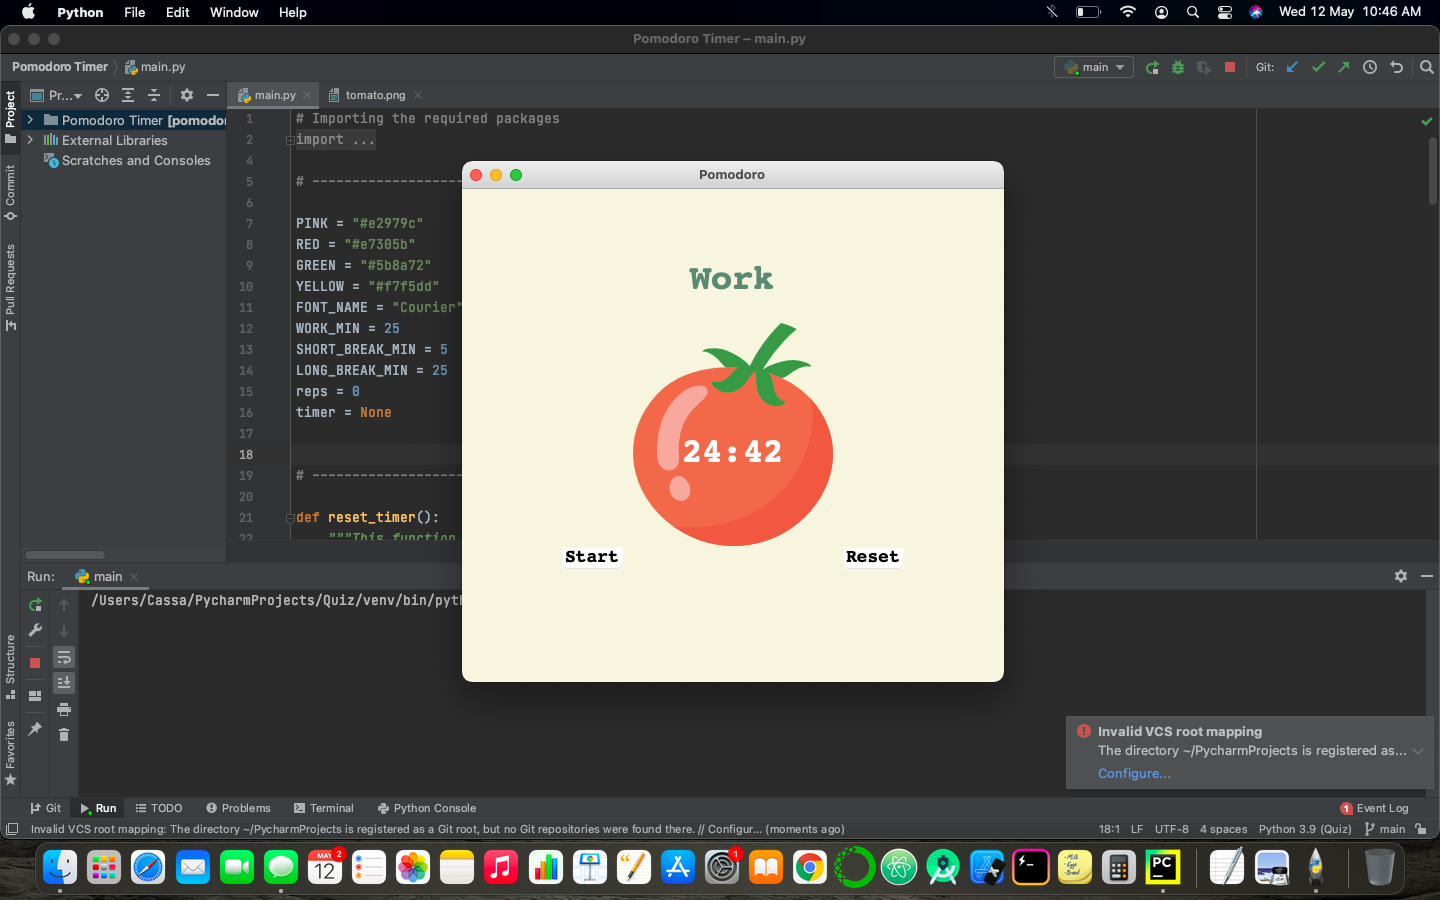 Python File Edit Window Help Wed 12 May 10:46 AM
Pomodoro Timer – main.py
Pomodoro Timer main.py main Git:
Project
Pr... main.py tomato.png
Pomodoro Timer [pomodo
External Libraries
Scratches and Consoles
Commit
Pull Requests
1 # Importing the required packages
2 import ...
4
5 # -------------------
6
7 PINK = "#e2979c"
8 RED = "#e7305b"
9 GREEN = "#5b8a72"
10 YELLOW = "#f7f5dd"
11 FONT_NAME = "Courier"
12 WORK_MIN = 25
13 SHORT_BREAK_MIN = 5
14 LONG_BREAK_MIN = 25
15 reps = 0
16 timer = None
17
18
19 # -------------------
20
21 def reset_timer():
22 """This function
Pomodoro
Work
24:42
Start Reset
Run: main
/Users/Cassa/PycharmProjects/Quiz/venv/bin/pyt
Structure
Favorites
Invalid VCS root mapping
The directory ~/PycharmProjects is registered as...
Configure...
Git Run TODO Problems Terminal Python Console 1 Event Log
Invalid VCS root mapping: The directory ~/PycharmProjects is registered as a Git root, but no Git repositories were found there. // Configur... (moments ago) 18:1 LF UTF-8 4 spaces Python 3.9 (Quiz) main
MAY 12 2
1
PC